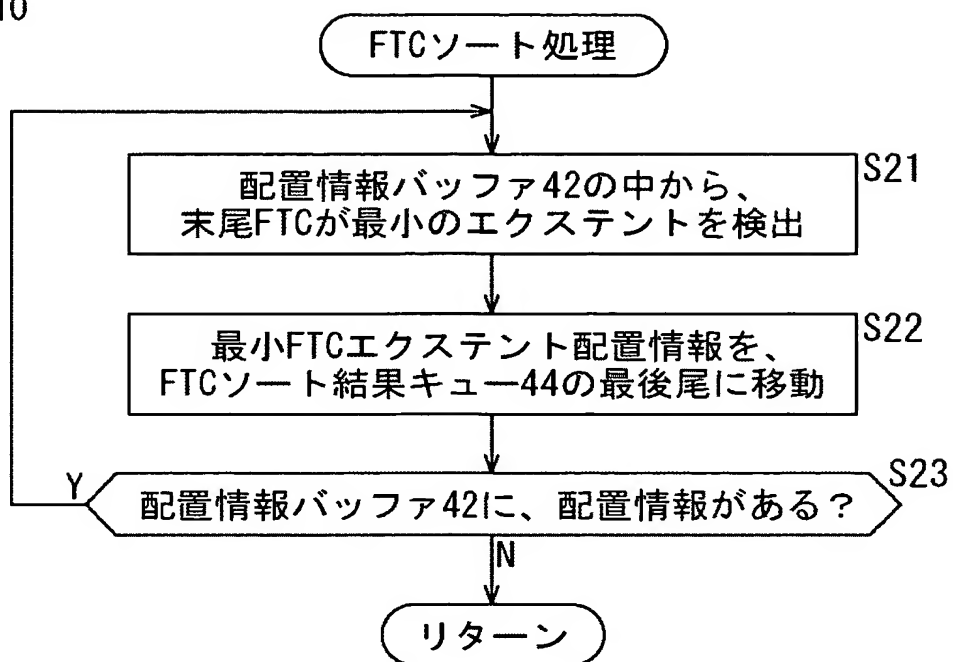 10
FTCソート処理
配置情報バッファ42の中から、
末尾FTCが最小のエクステントを検出
S21
最小FTCエクステント配置情報を、
FTCソート結果キュー44の最後尾に移動
S22
Y
配置情報バッファ42に、配置情報がある？
S23
N
リターン